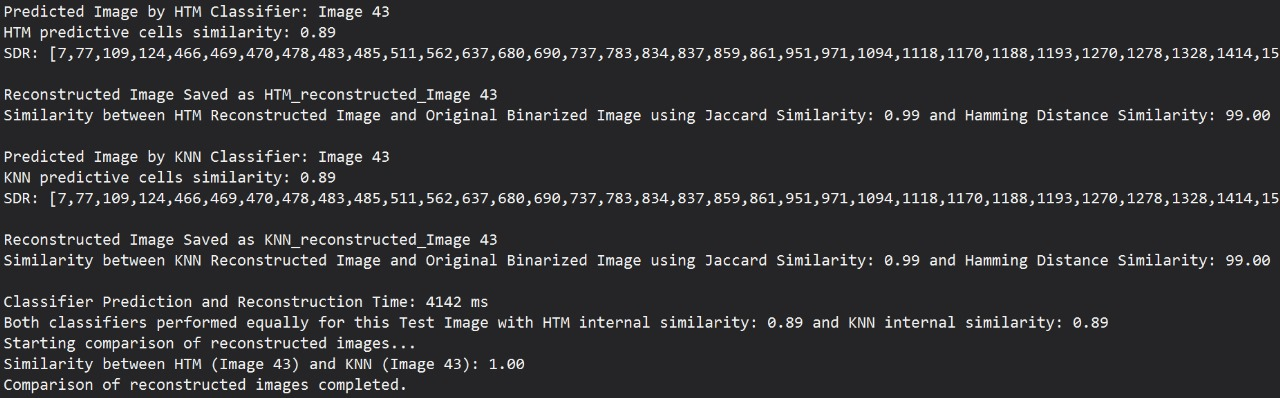 Predicted Image by HTM Classifier: Image 43
HTM predictive cells similarity: 0.89
SDR: [7,77,109,124,466,469,470,478,483,485,511,562,637,680,690,737,783,834,837,859,861,951,971,1094,1118,1170,1188,1193,1270,1278,1328,1414,15
Reconstructed Image Saved as HTM_reconstructed_Image 43
Similarity between HTM Reconstructed Image and Original Binarized Image using Jaccard Similarity: 0.99 and Hamming Distance Similarity: 99.00
Predicted Image by KNN Classifier: Image 43
KNN predictive cells similarity: 0.89
SDR: [7,77,109,124,466,469,470,478,483,485,511,562,637,680,690,737,783,834,837,859,861,951,971,1094,1118,1170,1188,1193,1270,1278,1328,1414,15
Reconstructed Image Saved as KNN_reconstructed_Image 43
Similarity between KNN Reconstructed Image and Original Binarized Image using Jaccard Similarity: 0.99 and Hamming Distance Similarity: 99.00
Classifier Prediction and Reconstruction Time: 4142 ms
Both classifiers performed equally for this Test Image with HTM internal similarity: 0.89 and KNN internal similarity: 0.89
Starting comparison of reconstructed images...
Similarity between HTM (Image 43) and KNN (Image 43): 1.00
Comparison of reconstructed images completed.